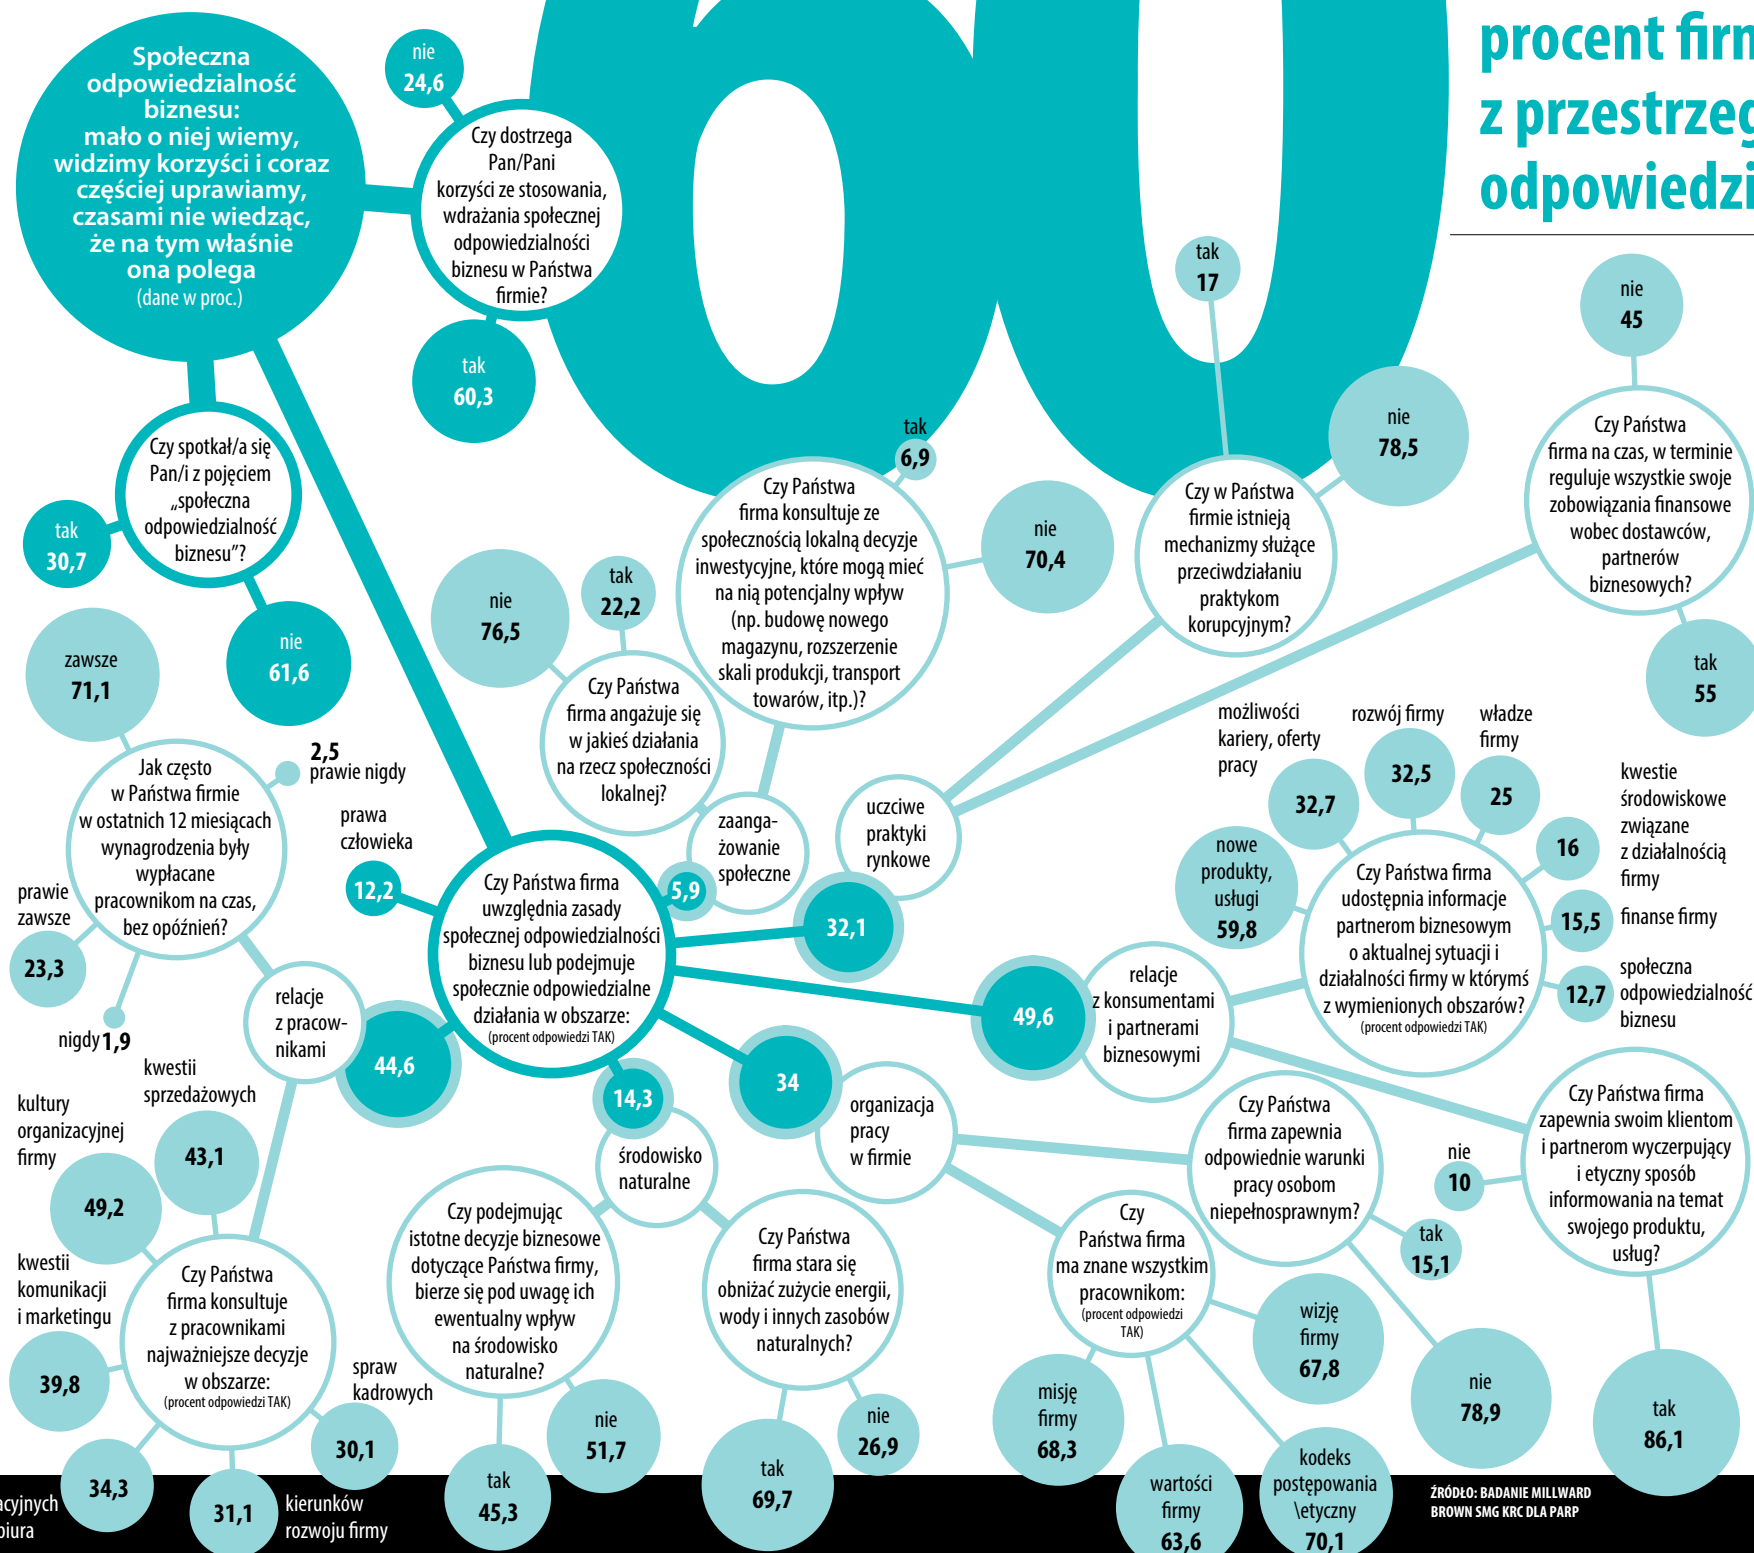 Społeczna
odpowiedzialność
biznesu:
mało o niej wiemy,
widzimy korzyści i coraz
częściej uprawiamy,
czasami nie wiedząc,
że na tym właśnie
ona polega
(dane w proc.)
60
procent firm
z przestrzeg
odpowiedzi
nie
24,6
Czy dostrzega
Pan/Pani
korzyści ze stosowania,
wdrażania społecznej
odpowiedzialności
biznesu w Państwa
firmie?
tak
60,3
Czy spotkał/a się
Pan/i z pojęciem
„społeczna
odpowiedzialność
biznesu”?
tak
30,7
nie
61,6
tak
17
nie
78,5
Czy w Państwa
firmie istnieją
mechanizmy służące
przeciwdziałaniu
praktykom
korupcyjnym?
nie
45
Czy Państwa
firma na czas, w terminie
reguluje wszystkie swoje
zobowiązania finansowe
wobec dostawców,
partnerów
biznesowych?
tak
55
tak
6,9
nie
70,4
Czy Państwa
firma konsultuje ze
społecznością lokalną decyzje
inwestycyjne, które mogą mieć
na nią potencjalny wpływ
(np. budowę nowego
magazynu, rozszerzenie
skali produkcji, transport
towarów, itp.)?
nie
76,5
tak
22,2
Czy Państwa
firma angażuje się
w jakieś działania
na rzecz społeczności
lokalnej?
zawsze
71,1
2,5
prawie nigdy
Jak często
w Państwa firmie
w ostatnich 12 miesiącach
wynagrodzenia były
wypłacane
pracownikom na czas,
bez opóźnień?
prawie
zawsze
23,3
nigdy 1,9
prawa
człowieka
12,2
Czy Państwa firma
uwzględnia zasady
społecznej odpowiedzialności
biznesu lub podejmuje
społecznie odpowiedzialne
działania w obszarze:
(procent odpowiedzi TAK)
5,9
zaanga-
żowanie
społeczne
uczciwe
praktyki
rynkowe
32,1
49,6
relacje
z konsumentami
i partnerami
biznesowymi
34
organizacja
pracy
w firmie
14,3
środowisko
naturalne
44,6
relacje
z pracow-
nikami
możliwości
kariery, oferty
pracy
32,7
rozwój firmy
32,5
władze
firmy
25
kwestie
środowiskowe
związane
z działalnością
firmy
16
nowe
produkty,
usługi
59,8
Czy Państwa firma
udostępnia informacje
partnerom biznesowym
o aktualnej sytuacji i
działalności firmy w którymś
z wymienionych obszarów?
(procent odpowiedzi TAK)
15,5
finanse firmy
12,7
społeczna
odpowiedzialność
biznesu
Czy Państwa firma
zapewnia swoim klientom
i partnerom wyczerpujący
i etyczny sposób
informowania na temat
swojego produktu,
usług?
nie
10
tak
86,1
Czy Państwa
firma zapewnia
odpowiednie warunki
pracy osobom
niepełnosprawnym?
tak
15,1
nie
78,9
Czy
Państwa firma
ma znane wszystkim
pracownikom:
(procent odpowiedzi
TAK)
wizję
firmy
67,8
misję
firmy
68,3
wartości
firmy
63,6
kodeks
postępowania
\etyczny
70,1
kwestii
sprzedażowych
43,1
kultury
organizacyjnej
firmy
49,2
kwestii
komunikacji
i marketingu
39,8
Czy Państwa
firma konsultuje
z pracownikami
najważniejsze decyzje
w obszarze:
(procent odpowiedzi TAK)
spraw
kadrowych
30,1
acyjnych
biura
34,3
31,1
kierunków
rozwoju firmy
Czy podejmując
istotne decyzje biznesowe
dotyczące Państwa firmy,
bierze się pod uwagę ich
ewentualny wpływ
na środowisko
naturalne?
tak
45,3
nie
51,7
Czy Państwa
firma stara się
obniżać zużycie energii,
wody i innych zasobów
naturalnych?
tak
69,7
nie
26,9
ŹRÓDŁO: BADANIE MILLWARD
BROWN SMG KRC DLA PARP